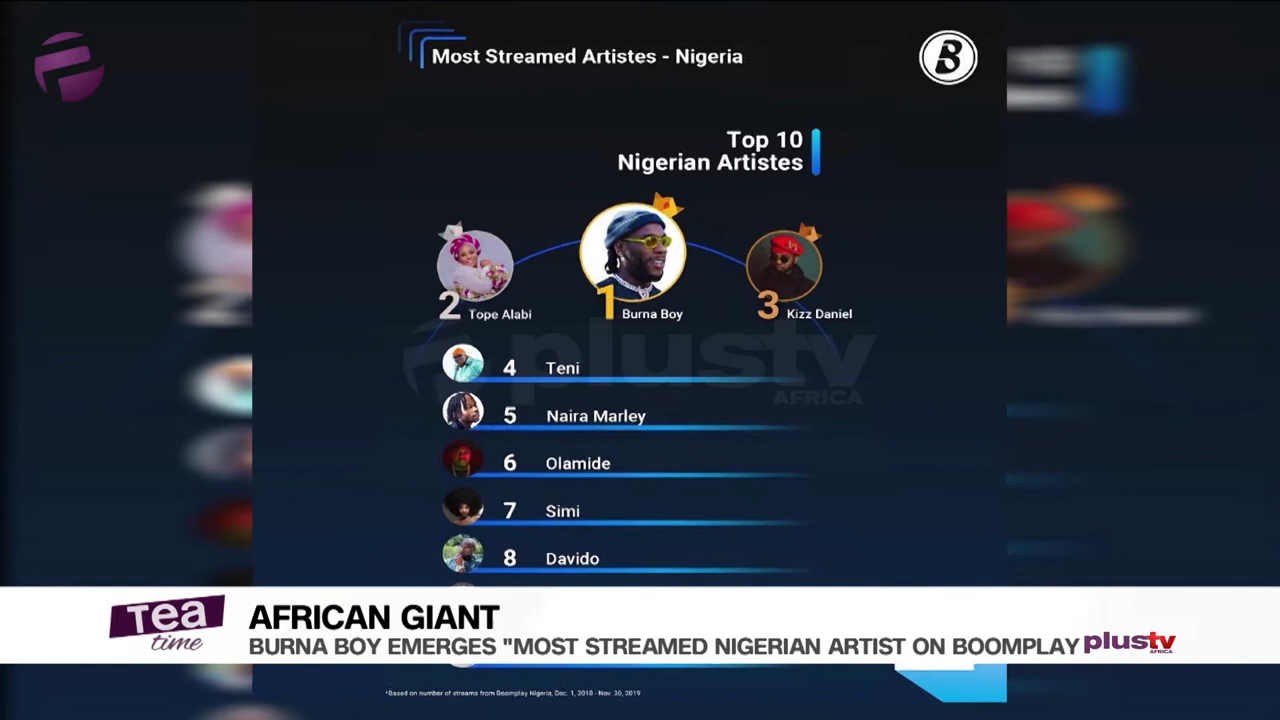 Most Streamed Artistes - Nigeria
B
Top 10
Nigerian Artistes
2 Tope Alabi
1 Burna Boy
3 Kizz Daniel
plustv
AFRICA
4 Teni
5 Naira Marley
6 Olamide
7 Simi
8 Davido
Tea
time
AFRICAN GIANT
BURNA BOY EMERGES "MOST STREAMED NIGERIAN ARTIST ON BOOMPLAY
plustv
AFRICA
*Based on number of streams from Boomplay Nigeria, Dec. 1, 2018 - Nov. 30, 2019